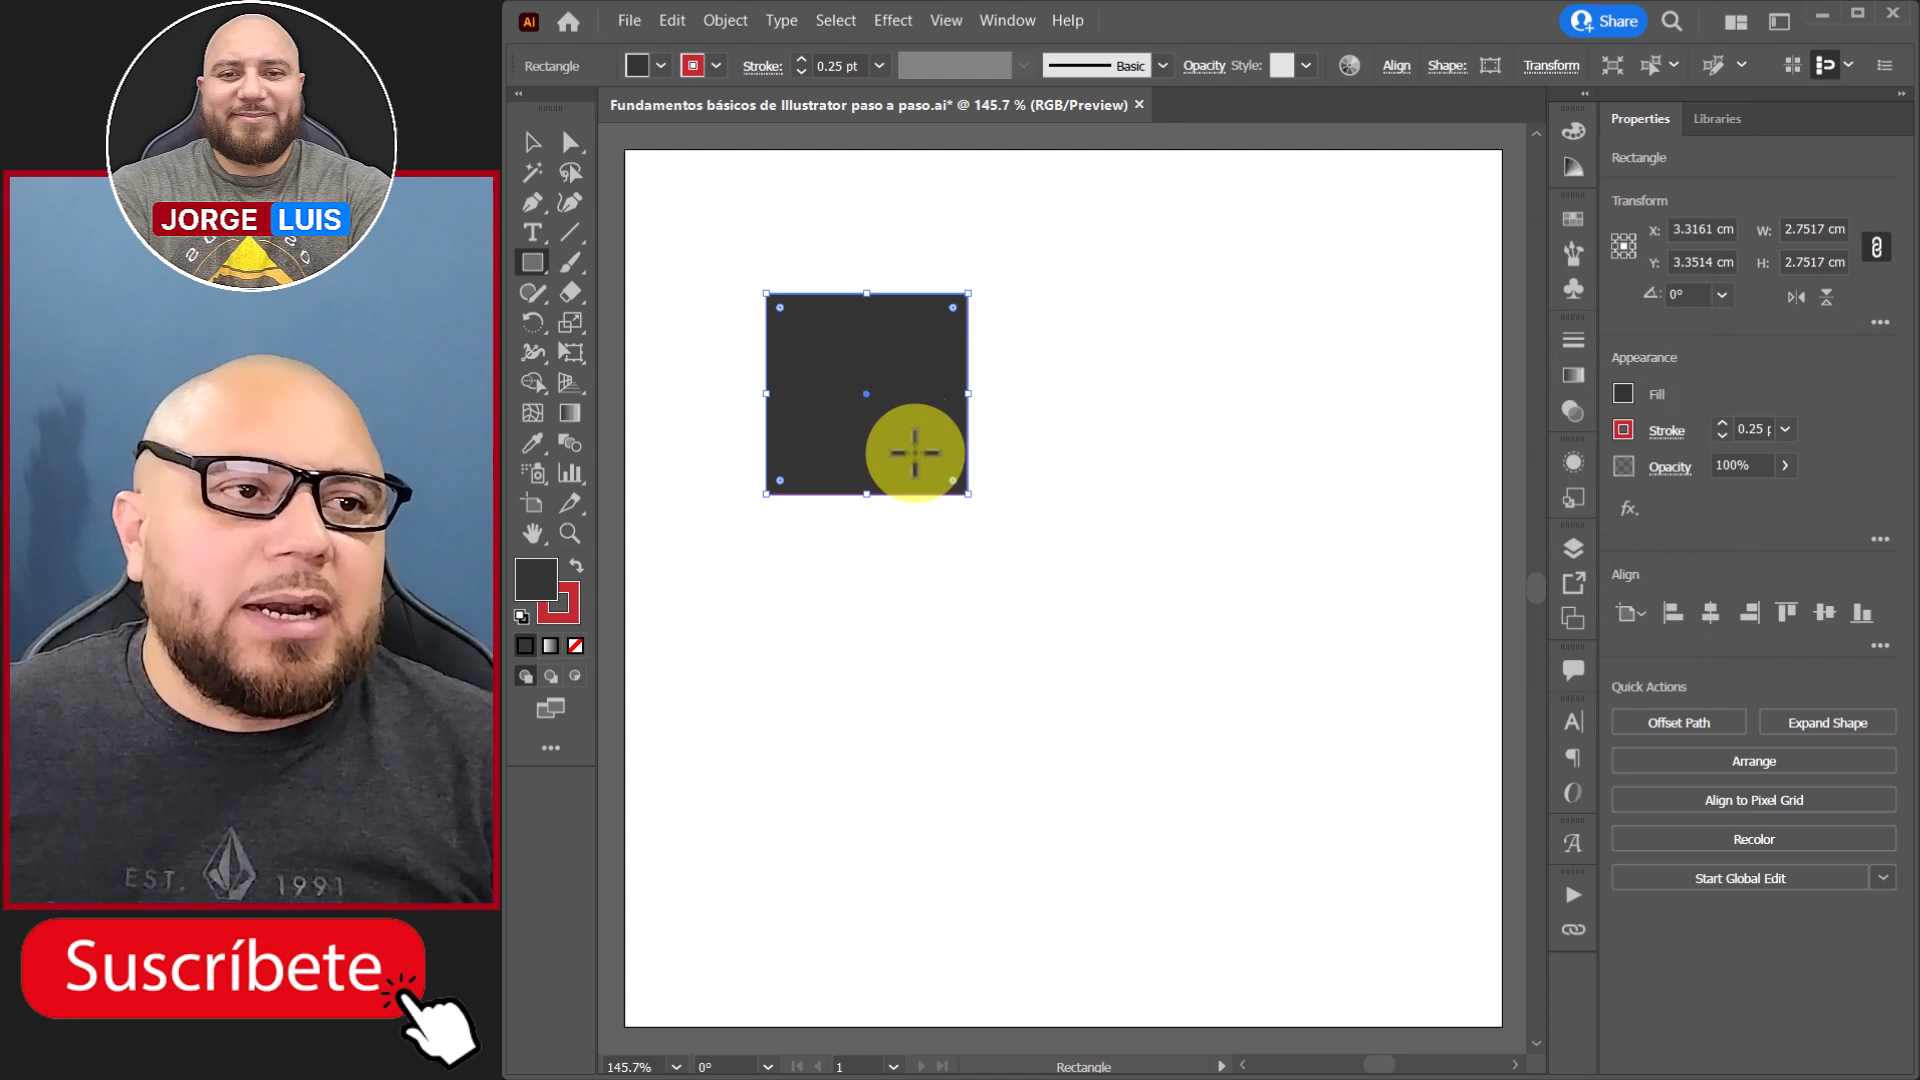 JORGE LUIS
EST. 1991
Suscríbete
Ai File Edit Object Type Select Effect View Window Help
Share
Rectangle
Stroke: 0.25 pt
Basic
Opacity Style:
Align Shape: Transform
Fundamentos básicos de Illustrator paso a paso.ai* @ 145.7 % (RGB/Preview) ×
Properties Libraries
Rectangle
Transform
X: 3.3161 cm W: 2.7517 cm
Y: 3.3514 cm H: 2.7517 cm
0°
Appearance
Fill
Stroke 0.25 p
Opacity 100%
fx.
Align
Quick Actions
Offset Path Expand Shape
Arrange
Align to Pixel Grid
Recolor
Start Global Edit
145.7% 0° 1 Rectangle